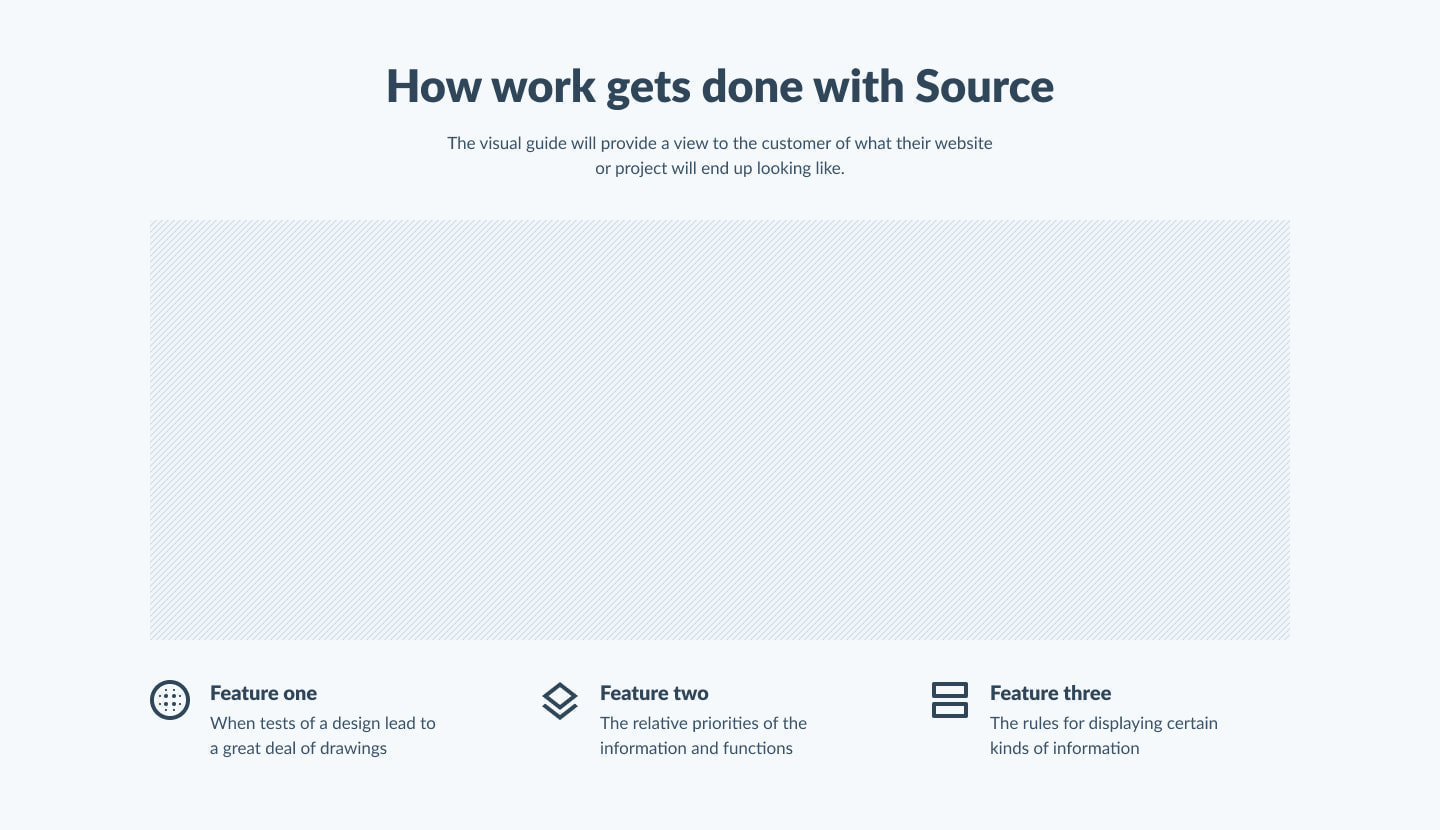 How work gets done with Source
The visual guide will provide a view to the customer of what their website
or project will end up looking like.
Feature one
When tests of a design lead to
a great deal of drawings
Feature two
The relative priorities of the
information and functions
Feature three
The rules for displaying certain
kinds of information